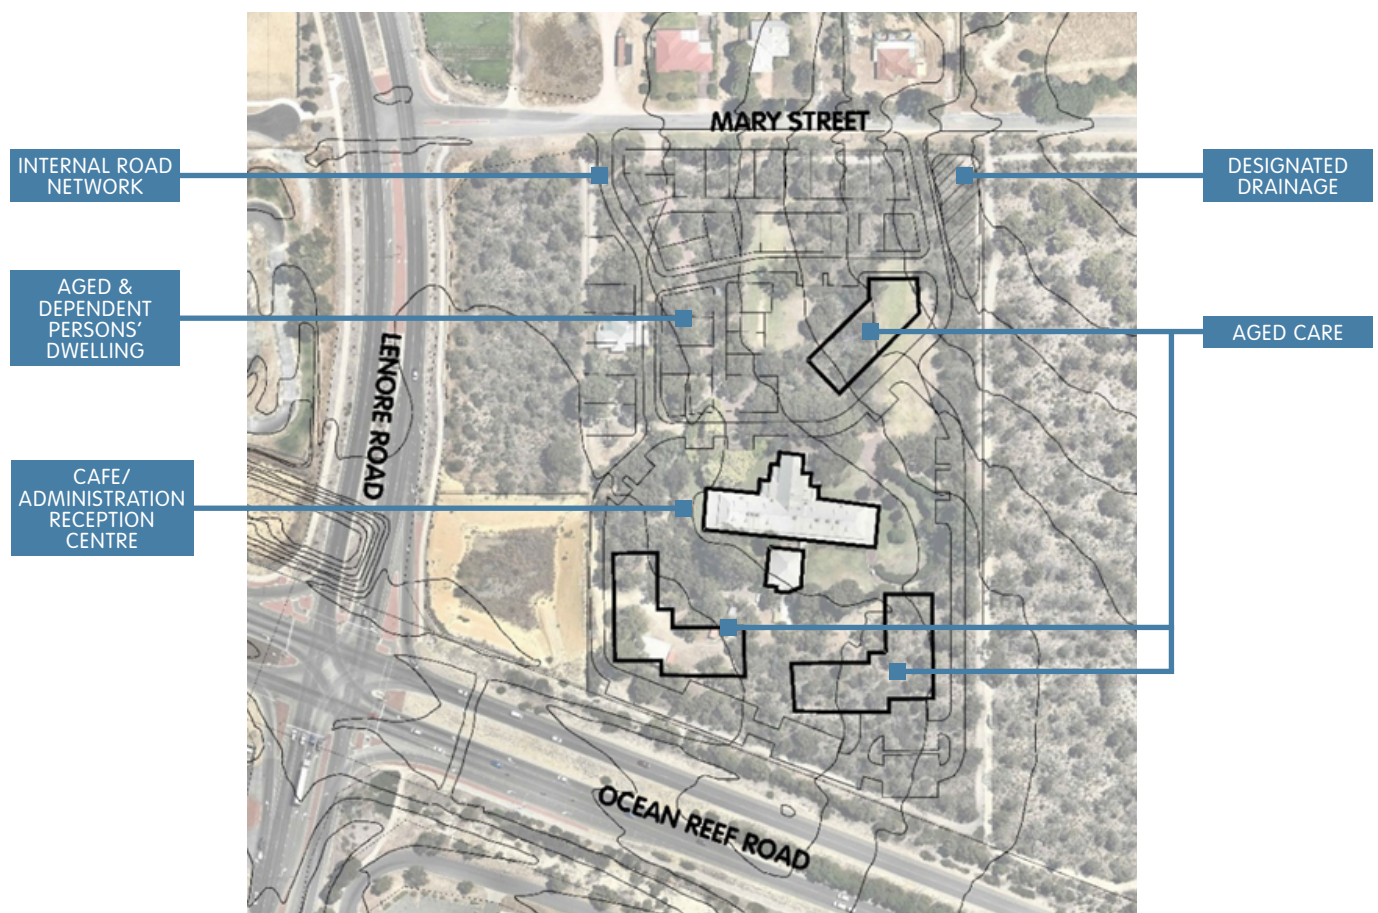 MARY STREET
INTERNAL ROAD
NETWORK
DESIGNATED
DRAINAGE
AGED &
DEPENDENT
PERSONS'
DWELLING
AGED CARE
LENORE ROAD
CAFE/
ADMINISTRATION
RECEPTION
CENTRE
OCEAN REEF ROAD